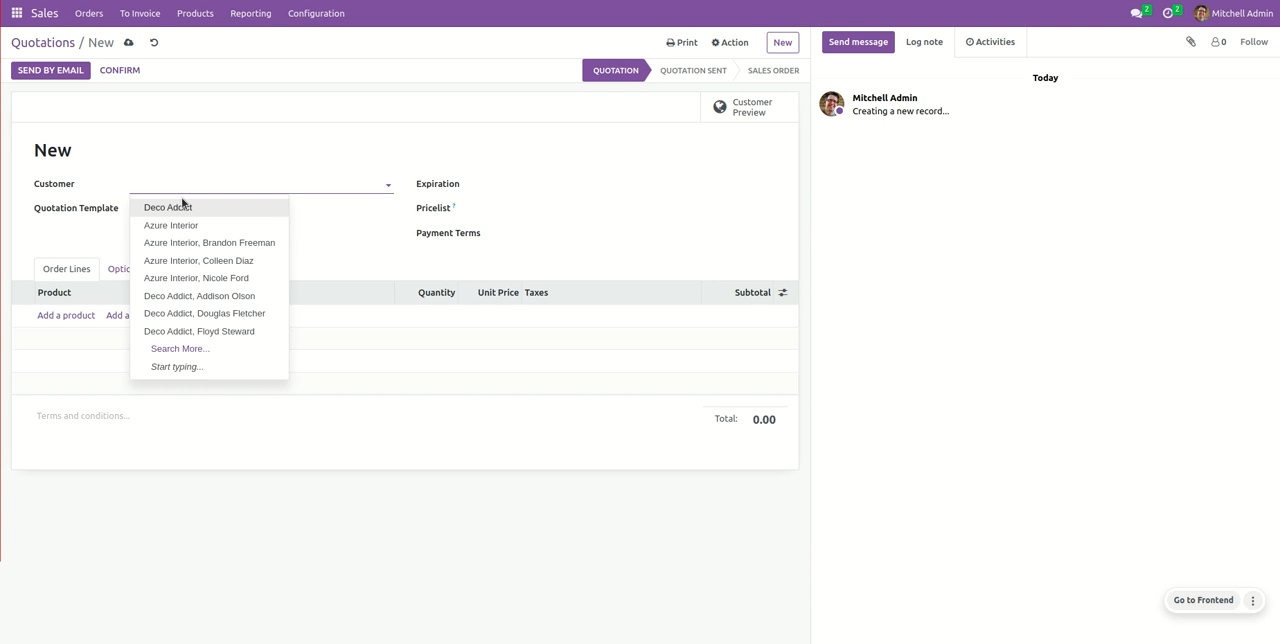 Sales Orders To Invoice Products Reporting Configuration 2 2 Mitchell Admin
Quotations / New Print Action New Send message Log note Activities 0 Follow
SEND BY EMAIL CONFIRM QUOTATION QUOTATION SENT SALES ORDER
Today
Customer
Preview
Mitchell Admin
Creating a new record...
New
Customer Expiration
Quotation Template Pricelist ?
Payment Terms
Deco Addict
Azure Interior
Azure Interior, Brandon Freeman
Azure Interior, Colleen Diaz
Azure Interior, Nicole Ford
Deco Addict, Addison Olson
Deco Addict, Douglas Fletcher
Deco Addict, Floyd Steward
Search More...
Start typing...
Order Lines Optio
Product Quantity Unit Price Taxes Subtotal
Add a product Add a
Terms and conditions...
Total: 0.00
Go to Frontend